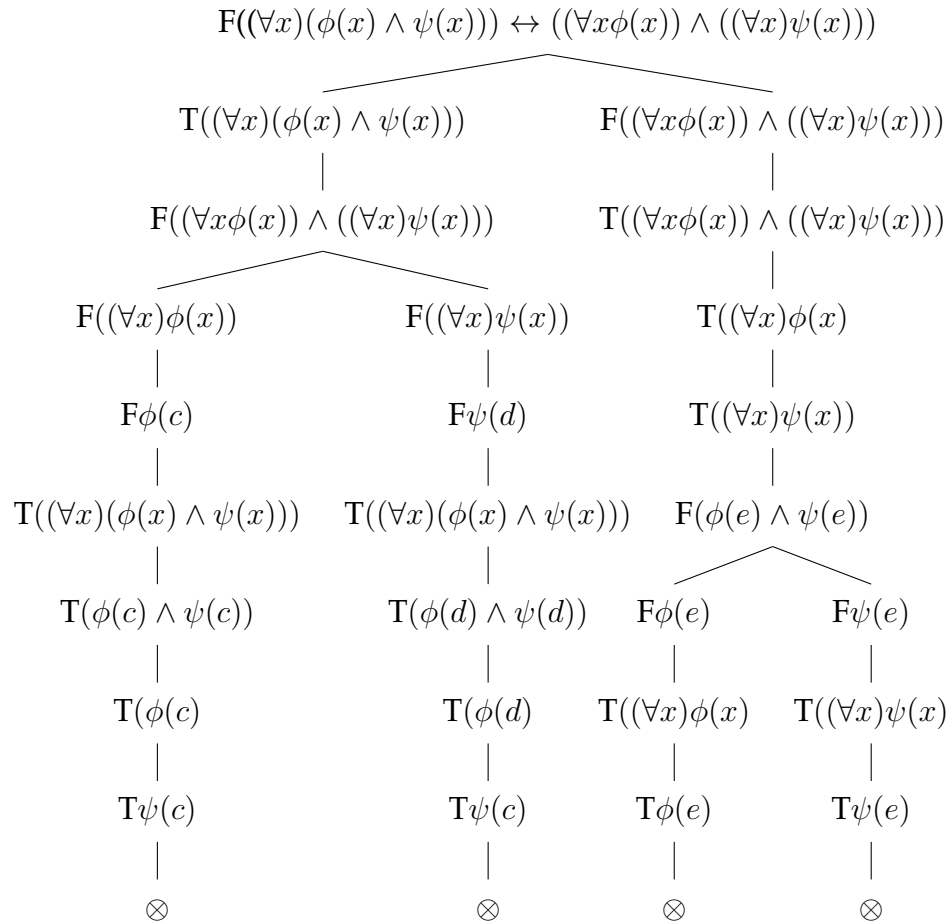 F((∀x)(ϕ(x) ∧ ψ(x))) ↔ ((∀xϕ(x)) ∧ ((∀x)ψ(x)))
T((∀x)(ϕ(x) ∧ ψ(x))) F((∀xϕ(x)) ∧ ((∀x)ψ(x)))
F((∀xϕ(x)) ∧ ((∀x)ψ(x))) T((∀xϕ(x)) ∧ ((∀x)ψ(x)))
F((∀x)ϕ(x)) F((∀x)ψ(x)) T((∀x)ϕ(x)
Fϕ(c) Fψ(d) T((∀x)ψ(x))
T((∀x)(ϕ(x) ∧ ψ(x))) T((∀x)(ϕ(x) ∧ ψ(x))) F(ϕ(e) ∧ ψ(e))
T(ϕ(c) ∧ ψ(c)) T(ϕ(d) ∧ ψ(d)) Fϕ(e) Fψ(e)
T(ϕ(c) T(ϕ(d) T((∀x)ϕ(x) T((∀x)ψ(x)
Tψ(c) Tψ(c) Tϕ(e) Tψ(e)
⊗ ⊗ ⊗ ⊗